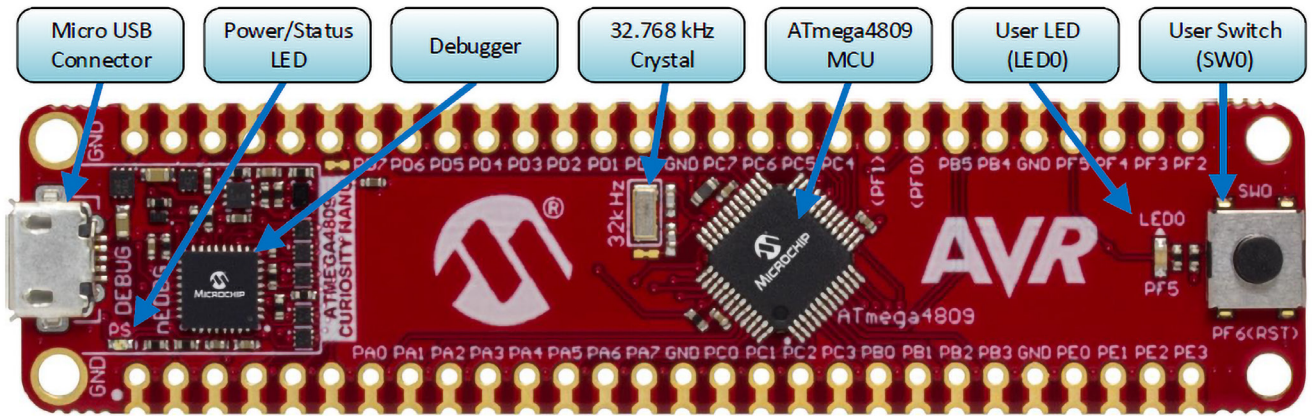 Micro USB
Connector
Power/Status
LED
Debugger
32.768 kHz
Crystal
ATmega4809
MCU
User LED
(LED0)
User Switch
(SW0)
GND
PD7 PD6 PD5 PD4 PD3 PD2 PD1 PD0 GND PC7 PC6 PC5 PC4 (PF1) (PF0) PB5 PB4 GND PF5 PF4 PF3 PF2
DEBUG
ATMEGA4809
CURIOSITY NANO
MICROCHIP
PS
®
32kHz
MICROCHIP
ATmega4809
AVR
LED0
PF5
SW0
PF6(RST)
GND
PA0 PA1 PA2 PA3 PA4 PA5 PA6 PA7 GND PC0 PC1 PC2 PC3 PB0 PB1 PB2 PB3 GND PE0 PE1 PE2 PE3